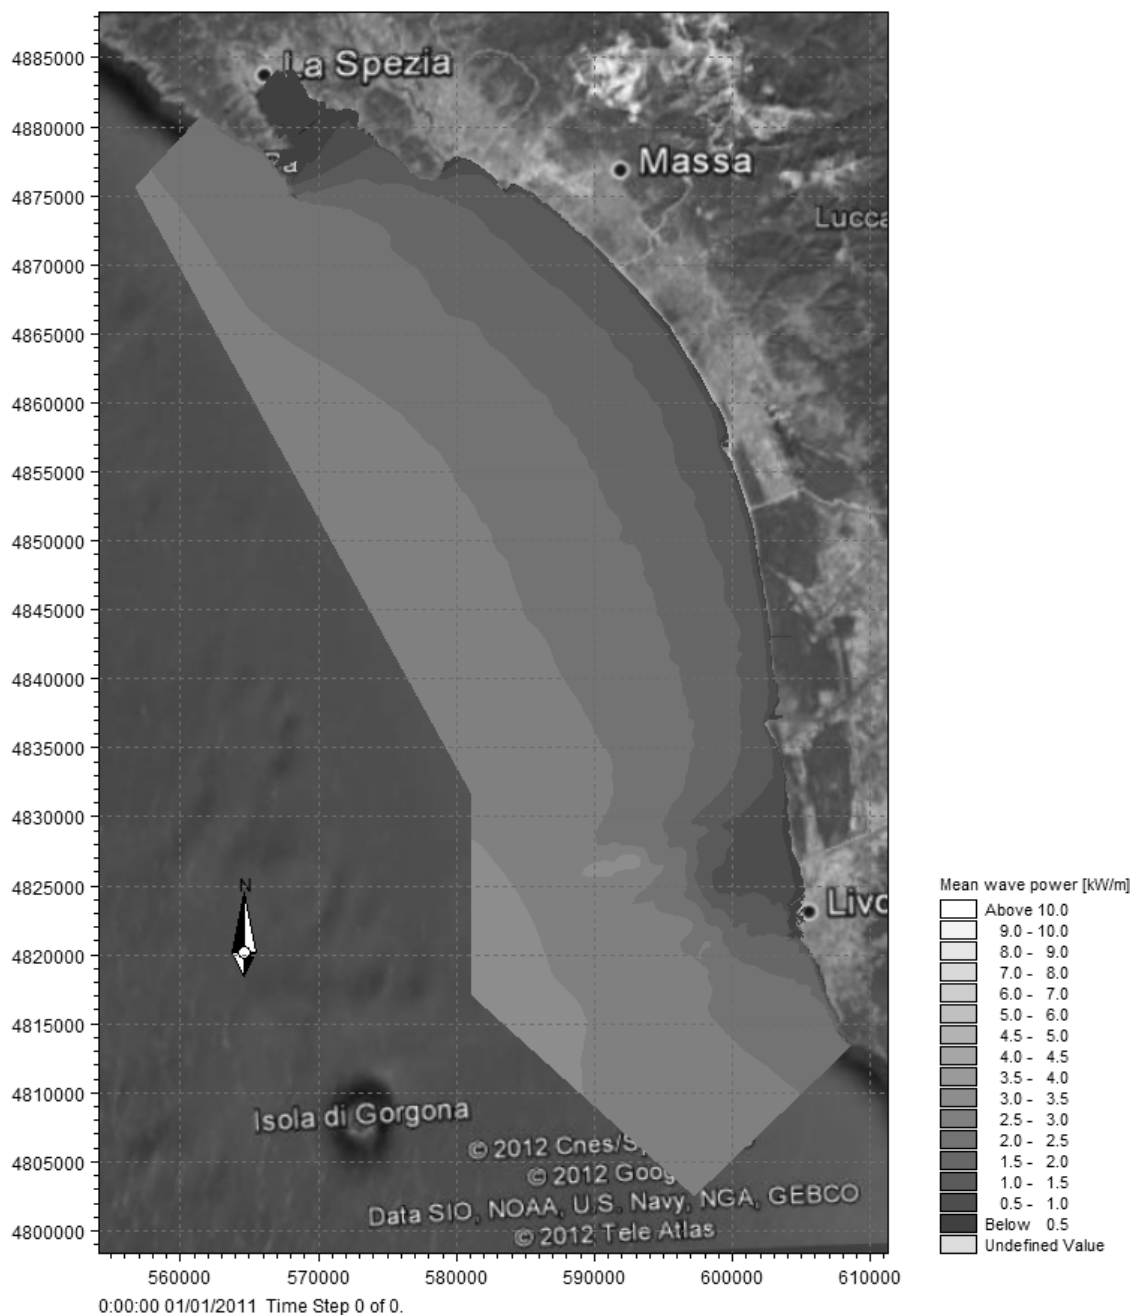 4885000
4880000
4875000
4870000
4865000
4860000
4855000
4850000
4845000
4840000
4835000
4830000
4825000
4820000
4815000
4810000
4805000
4800000
La Spezia
Massa
Lucca
Livo
N
Isola di Gorgona
© 2012 Cnes/S
© 2012 Goog
Data SIO, NOAA, U.S. Navy, NGA, GEBCO
© 2012 Tele Atlas
560000 570000 580000 590000 600000 610000
0:00:00 01/01/2011 Time Step 0 of 0.
Mean wave power [kW/m]
Above 10.0
9.0 - 10.0
8.0 - 9.0
7.0 - 8.0
6.0 - 7.0
5.0 - 6.0
4.5 - 5.0
4.0 - 4.5
3.5 - 4.0
3.0 - 3.5
2.5 - 3.0
2.0 - 2.5
1.5 - 2.0
1.0 - 1.5
0.5 - 1.0
Below 0.5
Undefined Value